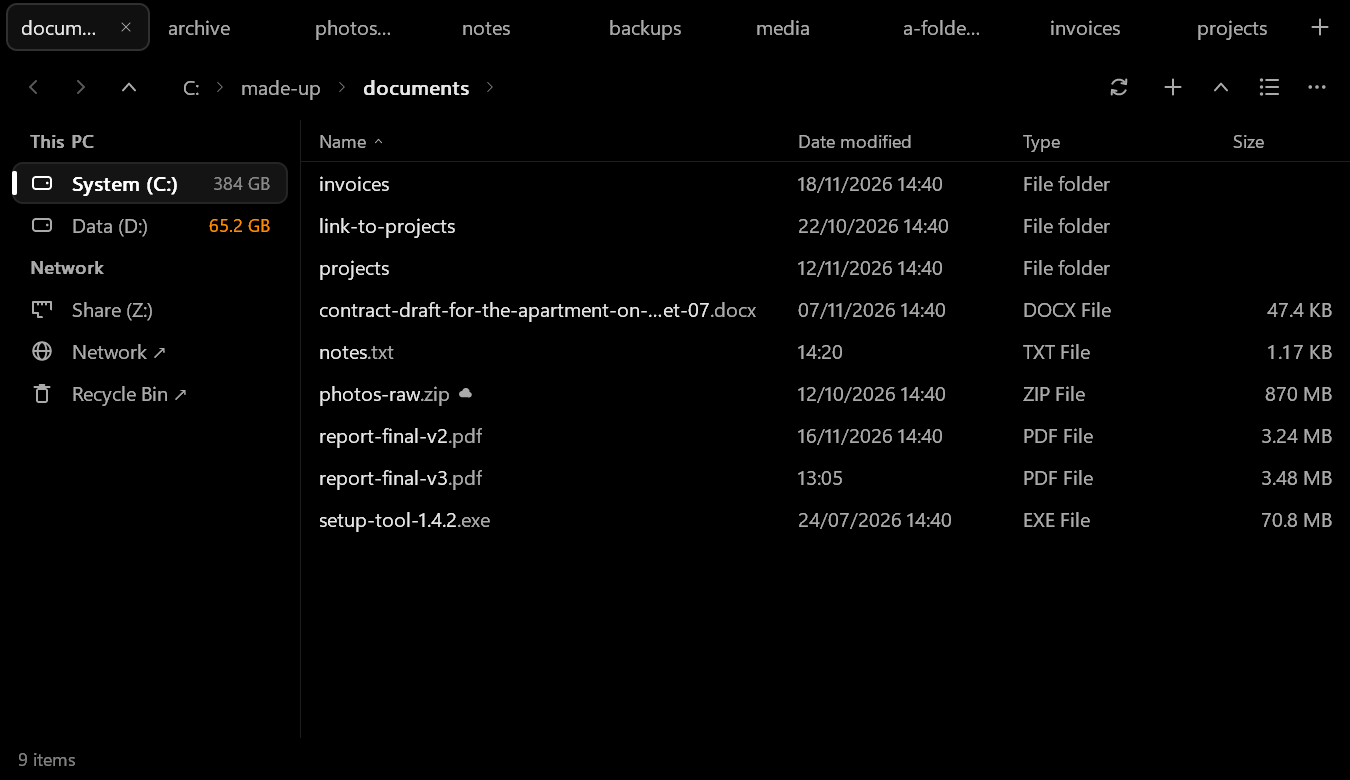 docum... archive photos... notes backups media a-folde... invoices projects
C: made-up documents
This PC
System (C:) 384 GB
Data (D:) 65.2 GB
Network
Share (Z:)
Network
Recycle Bin
Name Date modified Type Size
invoices 18/11/2026 14:40 File folder
link-to-projects 22/10/2026 14:40 File folder
projects 12/11/2026 14:40 File folder
contract-draft-for-the-apartment-on-...et-07.docx 07/11/2026 14:40 DOCX File 47.4 KB
notes.txt 14:20 TXT File 1.17 KB
photos-raw.zip 12/10/2026 14:40 ZIP File 870 MB
report-final-v2.pdf 16/11/2026 14:40 PDF File 3.24 MB
report-final-v3.pdf 13:05 PDF File 3.48 MB
setup-tool-1.4.2.exe 24/07/2026 14:40 EXE File 70.8 MB
9 items